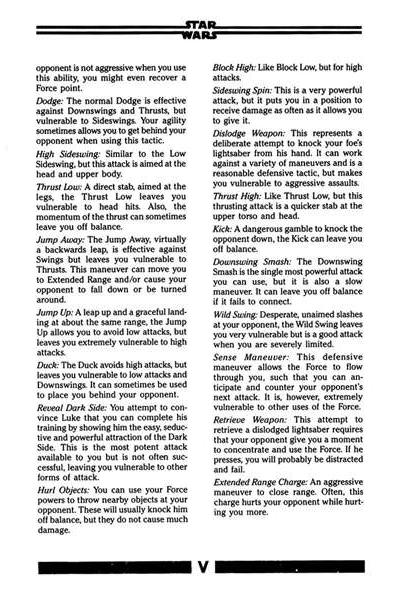 STAR
WARS
opponent is not aggressive when you use
this ability, you might even recover a
Force point.
Dodge: The normal Dodge is effective
against Downswings and Thrusts, but
vulnerable to Sideswings. Your agility
sometimes allows you to get behind your
opponent when using this tactic.
High Sideswing: Similar to the Low
Sideswing, but this attack is aimed at the
head and upper body.
Thrust Low: A direct stab, aimed at the
legs, the Thrust Low leaves you
vulnerable to head hits. Also, the
momentum of the thrust can sometimes
leave you off balance.
Jump Away: The Jump Away, virtually
a backwards leap, is effective against
Swings but leaves you vulnerable to
Thrusts. This maneuver can move you
to Extended Range and/or cause your
opponent to fall down or be turned
around.
Jump Up: A leap up and a graceful land-
ing at about the same range, the Jump
Up allows you to avoid low attacks, but
leaves you extremely vulnerable to high
attacks.
Duck: The Duck avoids high attacks, but
leaves you vulnerable to low attacks and
Downswings. It can sometimes be used
to place you behind your opponent.
Reveal Dark Side: You attempt to con-
vince Luke that you can complete his
training by showing him the easy, seduc-
tive and powerful attraction of the Dark
Side. This is the most potent attack
available to you but is not often suc-
cessful, leaving you vulnerable to other
forms of attack.
Hurl Objects: You can use your Force
powers to throw nearby objects at your
opponent. These will usually knock him
off balance, but they do not cause much
damage.
Block High: Like Block Low, but for high
attacks.
Sideswing Spin: This is a very powerful
attack, but it puts you in a position to
receive damage as often as it allows you
to give it.
Dislodge Weapon: This represents a
deliberate attempt to knock your foe's
lightsaber from his hand. It can work
against a variety of maneuvers and is a
reasonable defensive tactic, but makes
you vulnerable to aggressive assaults.
Thrust High: Like Thrust Low, but this
thrusting attack is a quicker stab at the
upper torso and head.
Kick: A dangerous gamble to knock the
opponent down, the Kick can leave you
off balance.
Downswing Smash: The Downswing
Smash is the single most powerful attack
you can use, but it is also a slow
maneuver. It can leave you off balance
if it fails to connect.
Wild Swing: Desperate, unaimed slashes
at your opponent, the Wild Swing leaves
you very vulnerable but is a good attack
when you are severely limited.
Sense Maneuver: This defensive
maneuver allows the Force to flow
through you, such that you can an-
ticipate and counter your opponent's
next attack. It is, however, extremely
vulnerable to other uses of the Force.
Retrieve Weapon: This attempt to
retrieve a dislodged lightsaber requires
that your opponent give you a moment
to concentrate and use the Force. If he
presses, you will probably be distracted
and fail.
Extended Range Charge: An aggressive
maneuver to close range. Often, this
charge hurts your opponent while hurt-
ing you more.
V